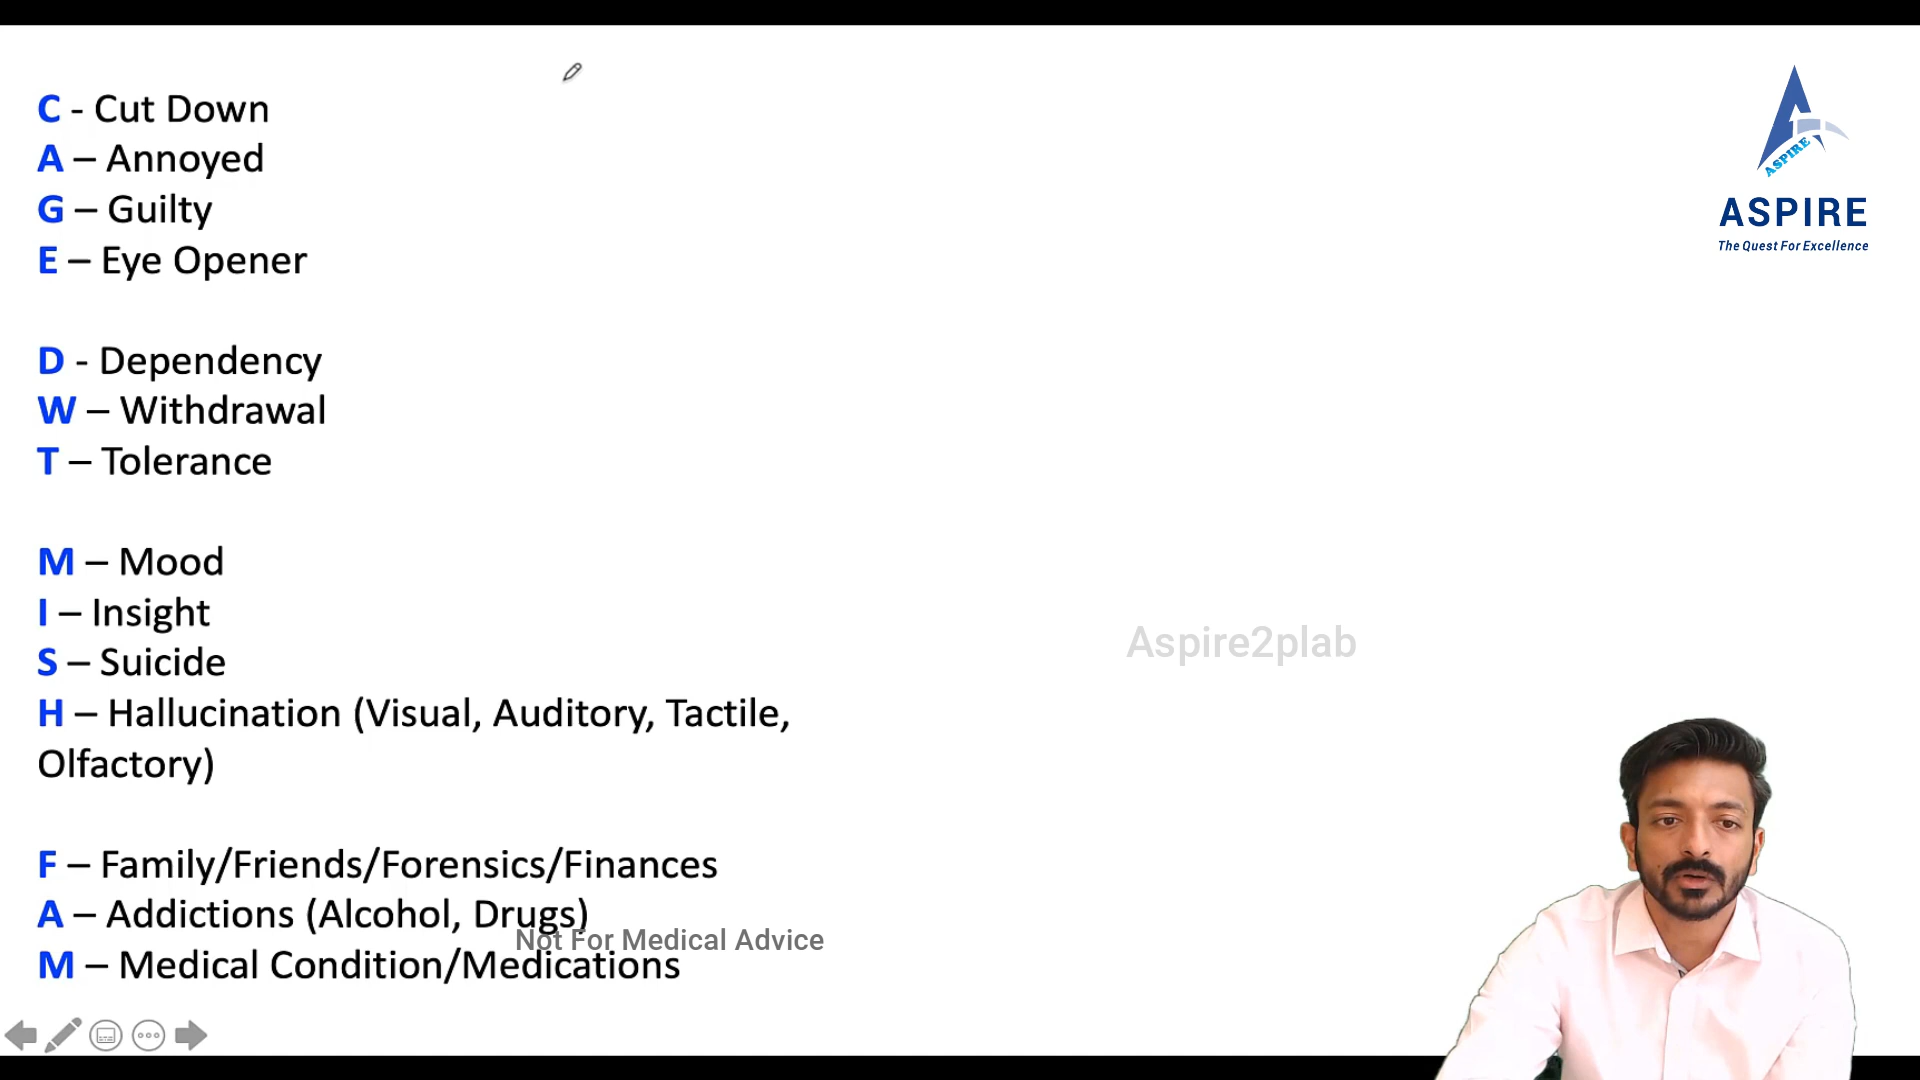 C - Cut Down
A – Annoyed
G – Guilty
E – Eye Opener
D - Dependency
W – Withdrawal
T – Tolerance
M – Mood
I – Insight
S – Suicide
H – Hallucination (Visual, Auditory, Tactile,
Olfactory)
F – Family/Friends/Forensics/Finances
A – Addictions (Alcohol, Drugs)
Not For Medical Advice
M – Medical Condition/Medications
ASPIRE
ASPIRE
The Quest For Excellence
Aspire2plab